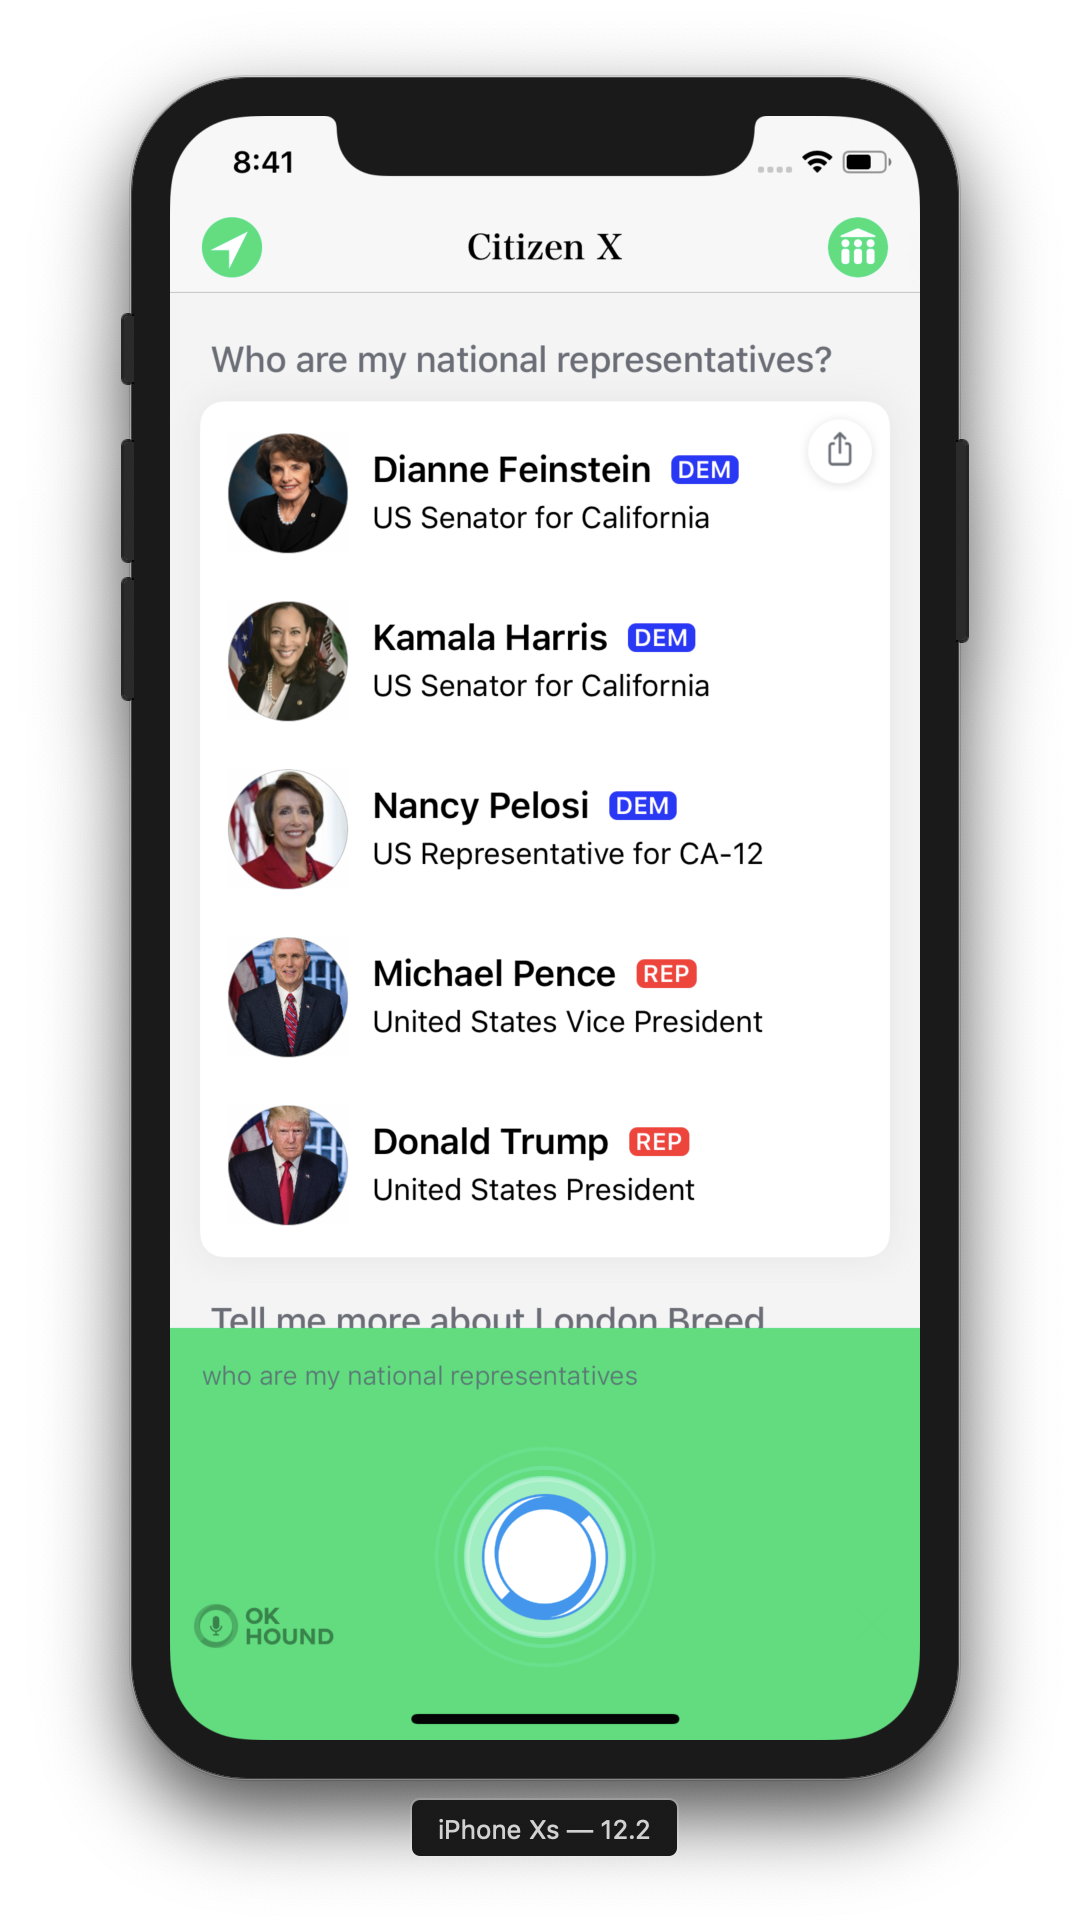 8:41
Citizen X
Who are my national representatives?
Dianne Feinstein DEM
US Senator for California
Kamala Harris DEM
US Senator for California
Nancy Pelosi DEM
US Representative for CA-12
Michael Pence REP
United States Vice President
Donald Trump REP
United States President
Tell me more about London Breed
who are my national representatives
OK
HOUND
iPhone Xs — 12.2